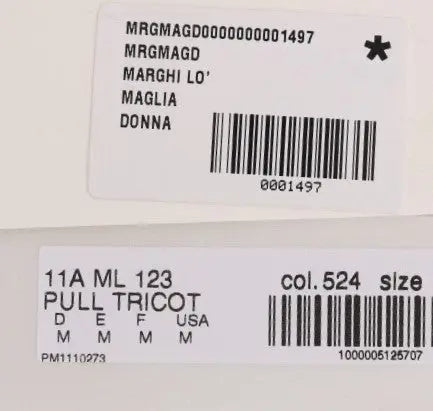 MRGMAGD0000000001497
MRGMAGD
MARGHI LO'
MAGLIA
DONNA
*
0001497
11A ML 123 col. 524 size
PULL TRICOT
D E F USA
M M M M
PM1110273
1000005125707